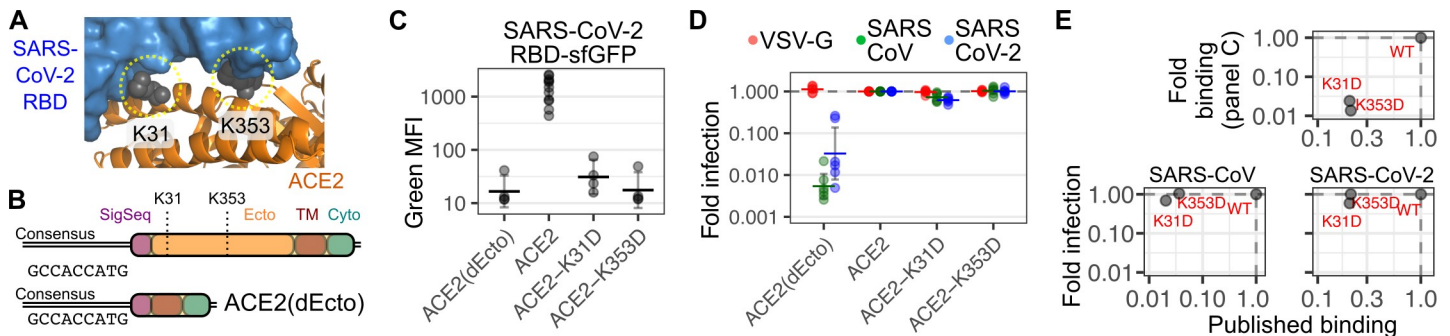 A
SARS-
CoV-2
RBD
K31
K353
ACE2
B
K31
K353
SigSeq
Ecto
TM
Cyto
Consensus
GCCACCATG
Consensus
GCCACCATG
ACE2(dEcto)
C
SARS-CoV-2
RBD-sfGFP
Green MFI
1000
100
10
ACE2(dEcto)
ACE2
ACE2-K31D
ACE2-K353D
D
VSV-G
SARS
CoV
SARS
CoV-2
Fold infection
1.000
0.100
0.010
0.001
ACE2(dEcto)
ACE2
ACE2-K31D
ACE2-K353D
E
Fold
binding
(panel C)
1.00
0.10
0.01
WT
K31D
K353D
0.1
0.3
1.0
SARS-CoV
SARS-CoV-2
Fold infection
1.00
0.10
0.01
K353D
WT
K31D
K353D
WT
K31D
0.01
0.10
1.0
0.1
0.3
1.0
Published binding